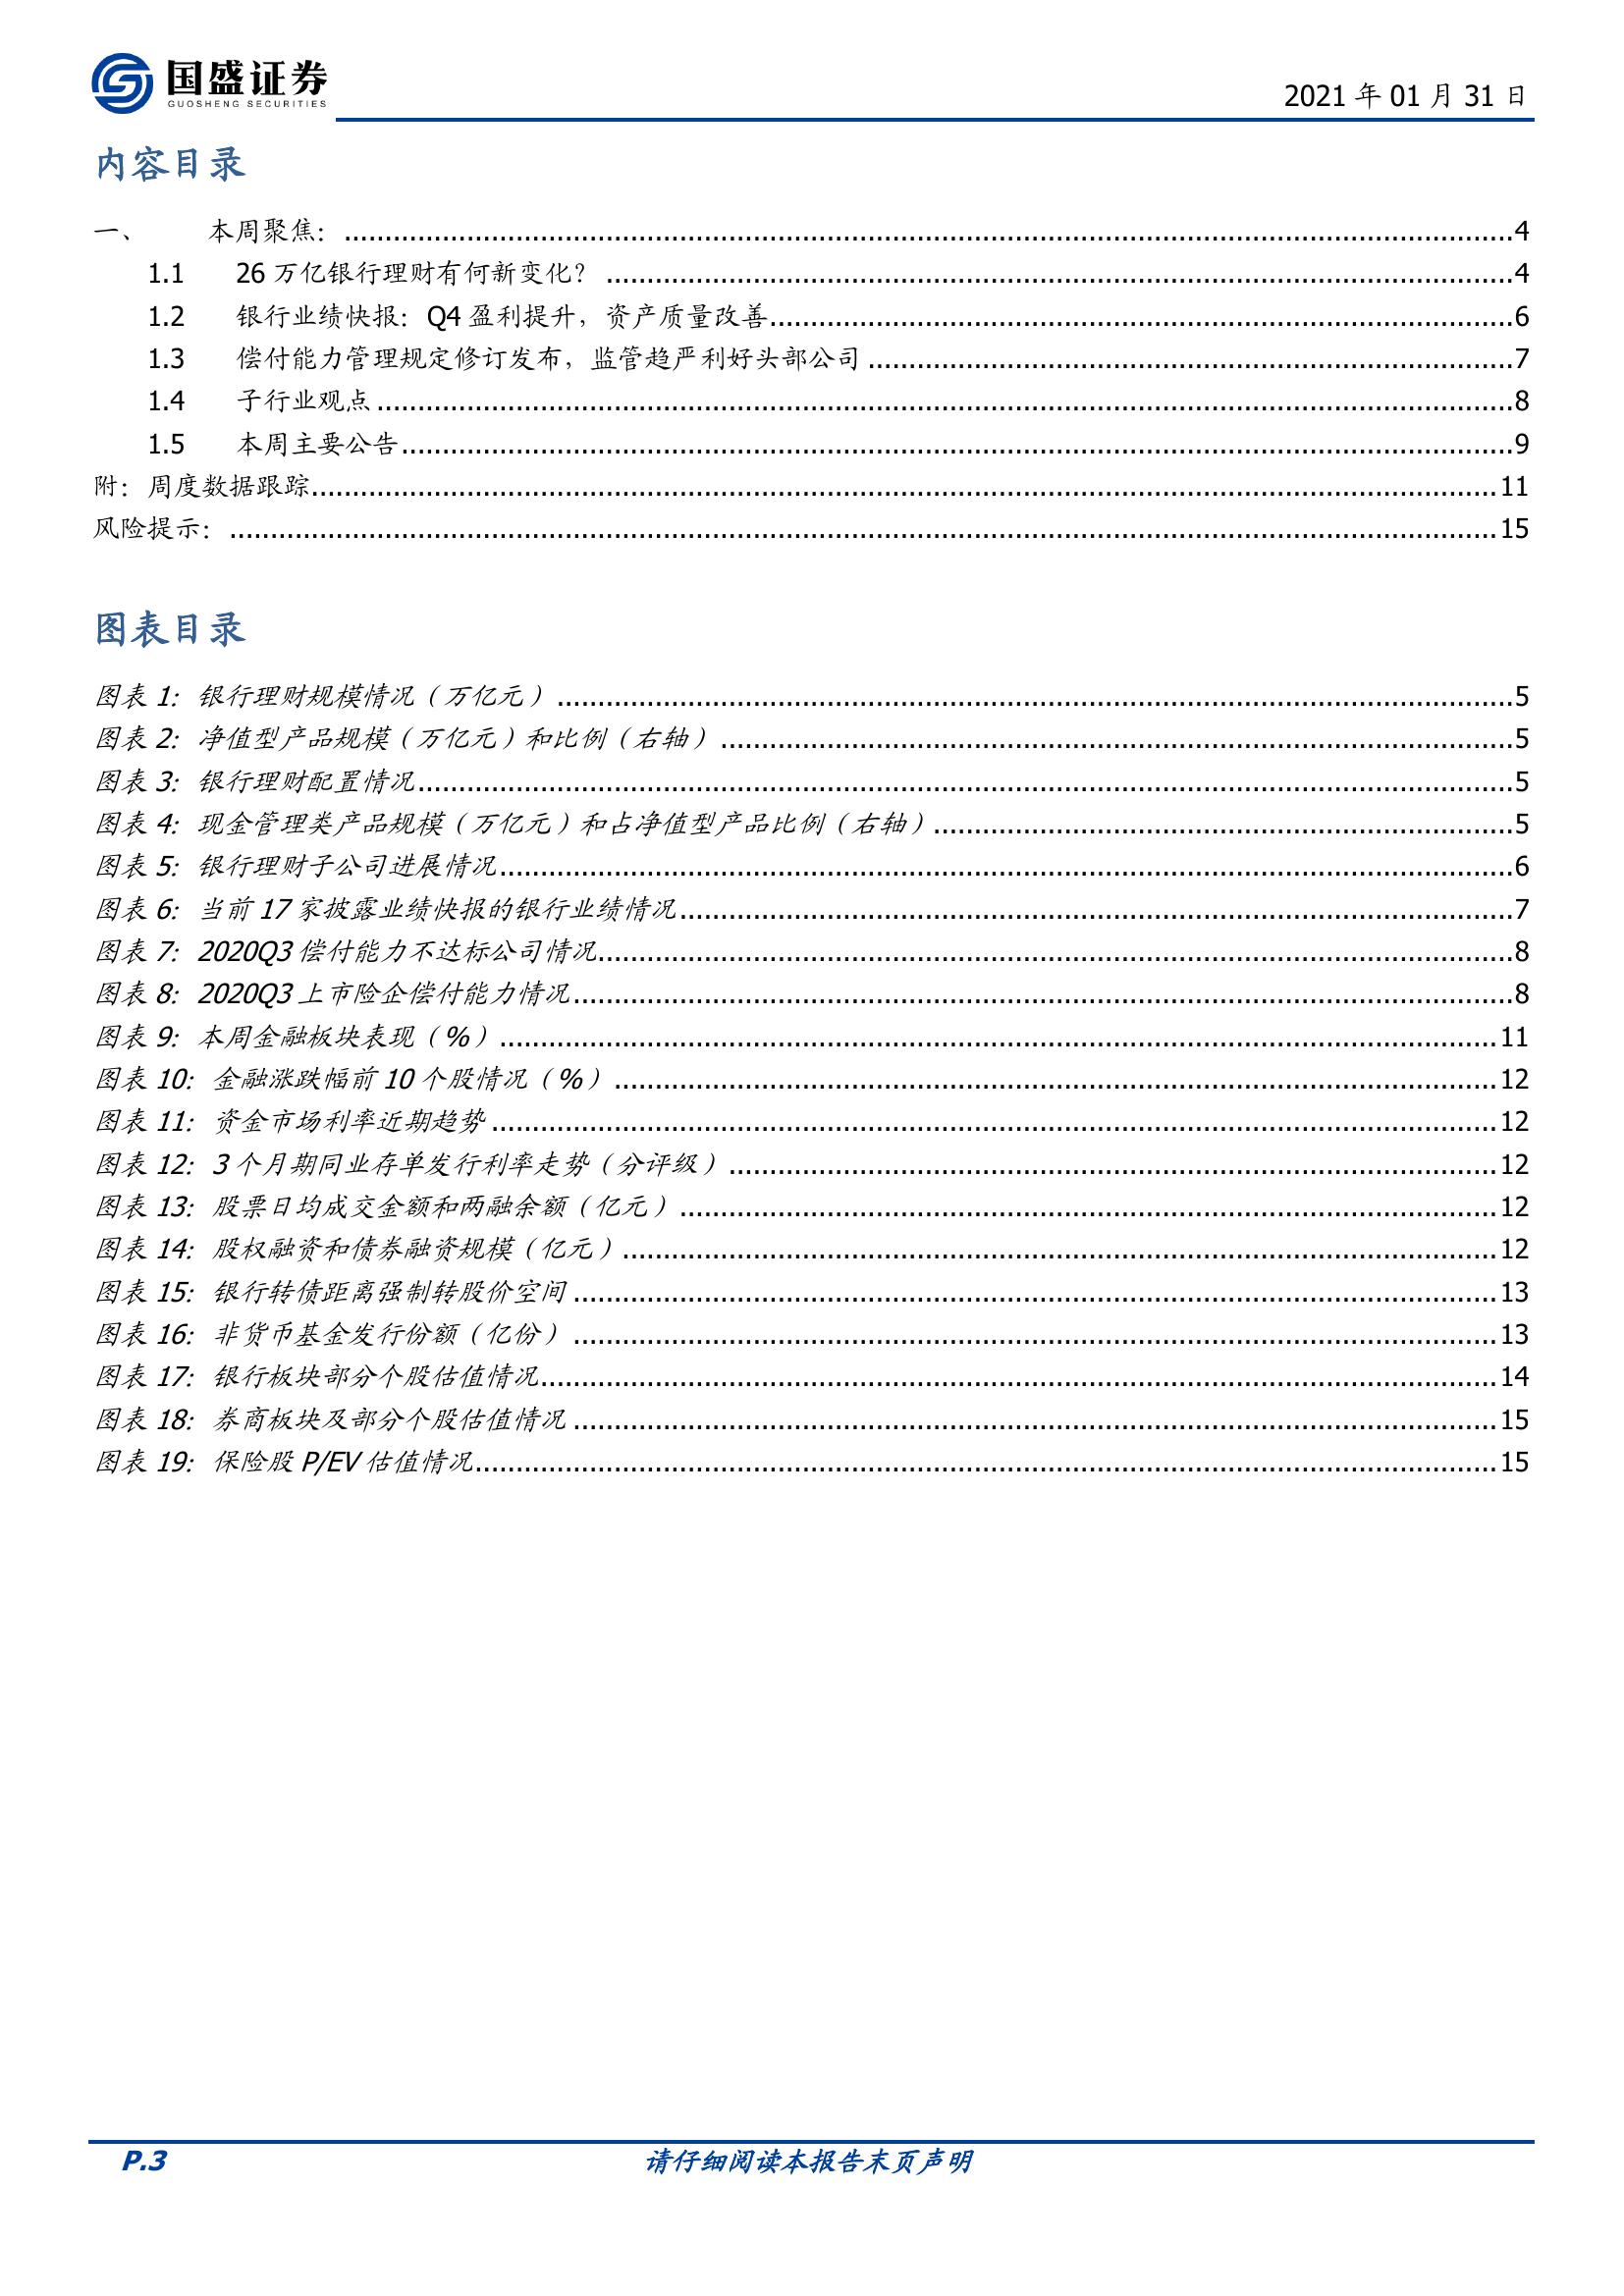 国盛证券
GUOSHENG SECURITIES
2021 年 01 月 31 日
内容目录
一、 本周聚焦：................4
1.1 26 万亿银行理财有何新变化？................4
1.2 银行业绩快报：Q4 盈利提升，资产质量改善................6
1.3 偿付能力管理规定修订发布，监管趋严利好头部公司................7
1.4 子行业观点................8
1.5 本周主要公告................9
附：周度数据跟踪................11
风险提示：................15
图表目录
图表 1：银行理财规模情况（万亿元）................5
图表 2：净值型产品规模（万亿元）和比例（右轴）................5
图表 3：银行理财配置情况................5
图表 4：现金管理类产品规模（万亿元）和占净值型产品比例（右轴）................5
图表 5：银行理财子公司进展情况................6
图表 6：当前 17 家披露业绩快报的银行业绩情况................7
图表 7：2020Q3 偿付能力不达标公司情况................8
图表 8：2020Q3 上市险企偿付能力情况................8
图表 9：本周金融板块表现（%）................11
图表 10：金融涨跌幅前 10 个股情况（%）................12
图表 11：资金市场利率近期趋势................12
图表 12：3 个月期同业存单发行利率走势（分评级）................12
图表 13：股票日均成交金额和两融余额（亿元）................12
图表 14：股权融资和债券融资规模（亿元）................12
图表 15：银行转债距离强制转股价空间................13
图表 16：非货币基金发行份额（亿份）................13
图表 17：银行板块部分个股估值情况................14
图表 18：券商板块及部分个股估值情况................15
图表 19：保险股 P/EV 估值情况................15
P.3 请仔细阅读本报告末页声明